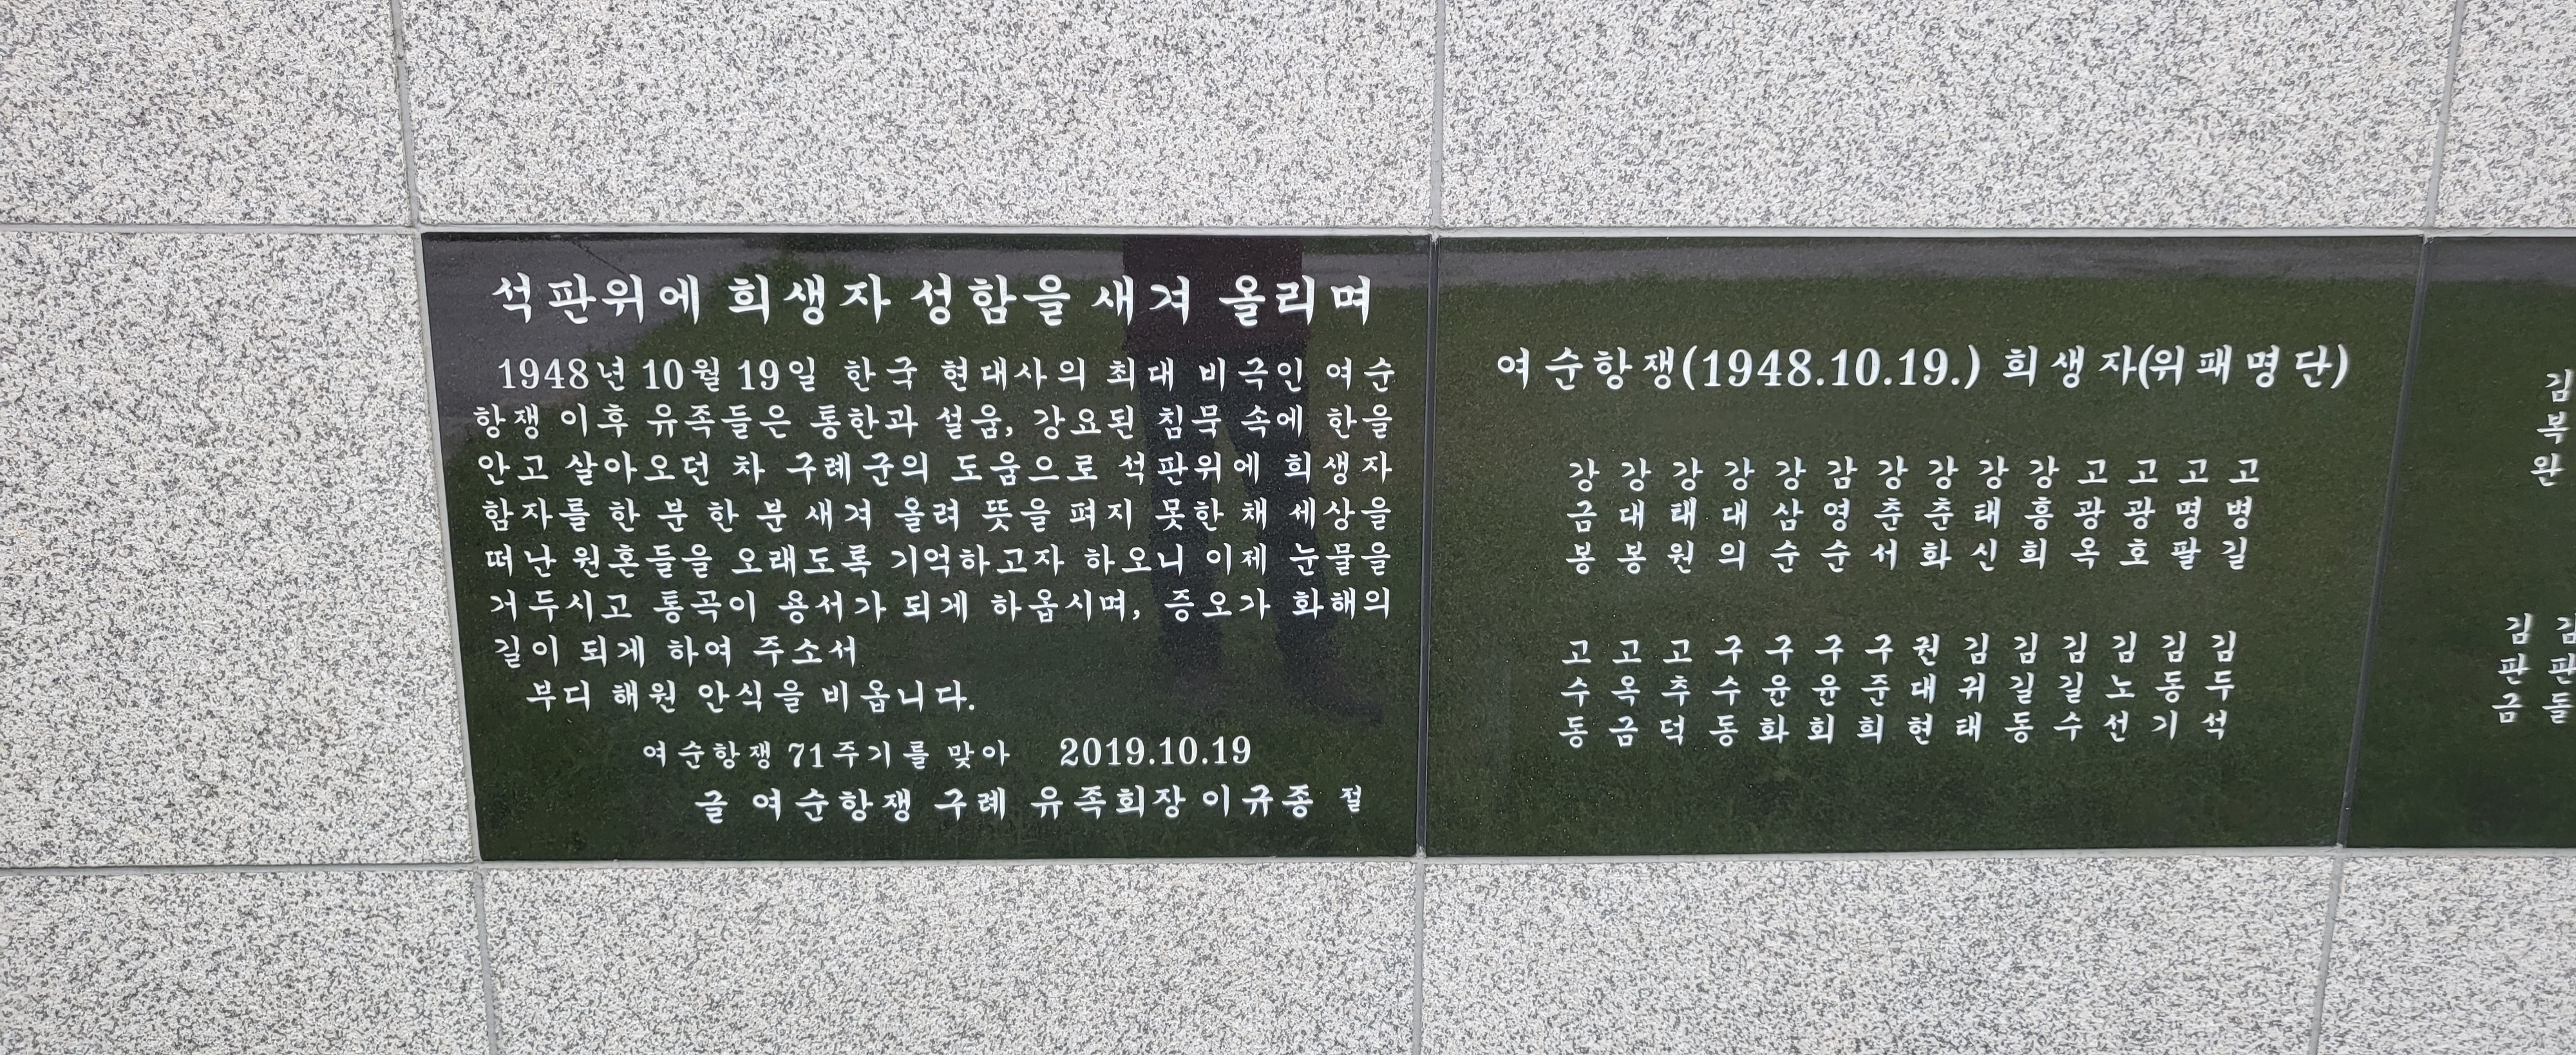 석판위에 희생자 성함을 새겨 올리며
1948년 10월 19일 한국 현대사의 최대 비극인 여순
항쟁 이후 유족들은 통한과 설움, 강요된 침묵 속에 한을
안고 살아오던 차 구례군의 도움으로 석판위에 희생자
함자를 한 분 한 분 새겨 올려 뜻을 펴지 못한 채 세상을
떠난 원혼들을 오래도록 기억하고자 하오니 이제 눈물을
거두시고 통곡이 용서가 되게 하옵시며, 증오가 화해의
길이 되게 하여 주소서
부디 해원 안식을 비옵니다.
여순항쟁 71주기를 맞아 2019.10.19
글 여순항쟁 구례 유족회장 이규종 절
여순항쟁(1948.10.19.) 희생자(위패명단)
강금봉
강대봉
강태원
강대의
강삼순
감영순
강춘서
강춘화
강태신
강흥희
고광옥
고광호
고명팔
고병길
고수동
고옥금
고추덕
구수동
구윤화
구윤회
구준희
권대현
김귀태
김길동
김길수
김노선
김동기
김두석
김복완
김판금